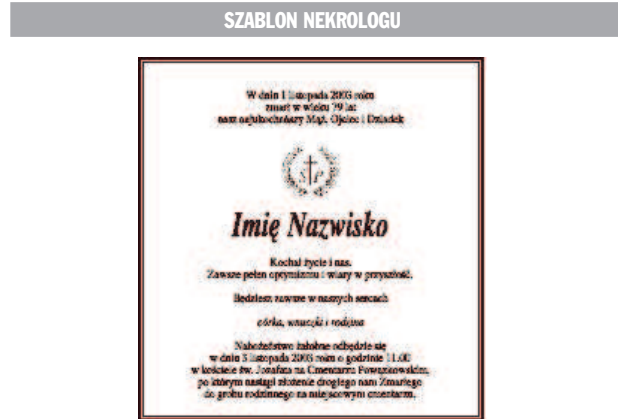 SZABLON NEKROLOGU
W dniu 1 listopada 2003 roku
zmarł w wieku 79 lat
nasz najukochańszy Mąż, Ojciec i Dziadek
Ś P
Imię Nazwisko
Kochał życie i nas.
Zawsze pełen optymizmu i wiary w przyszłość.
Będziesz zawsze w naszych sercach
córka, wnuczki i rodzina
Nabożeństwo żałobne odbędzie się
w dniu 5 listopada 2003 roku o godzinie 11.00
w kościele św. Jozafata na Cmentarzu Powązkowskim,
po którym nastąpi złożenie drogiego nam Zmarłego
do grobu rodzinnego na miejscowym cmentarzu.